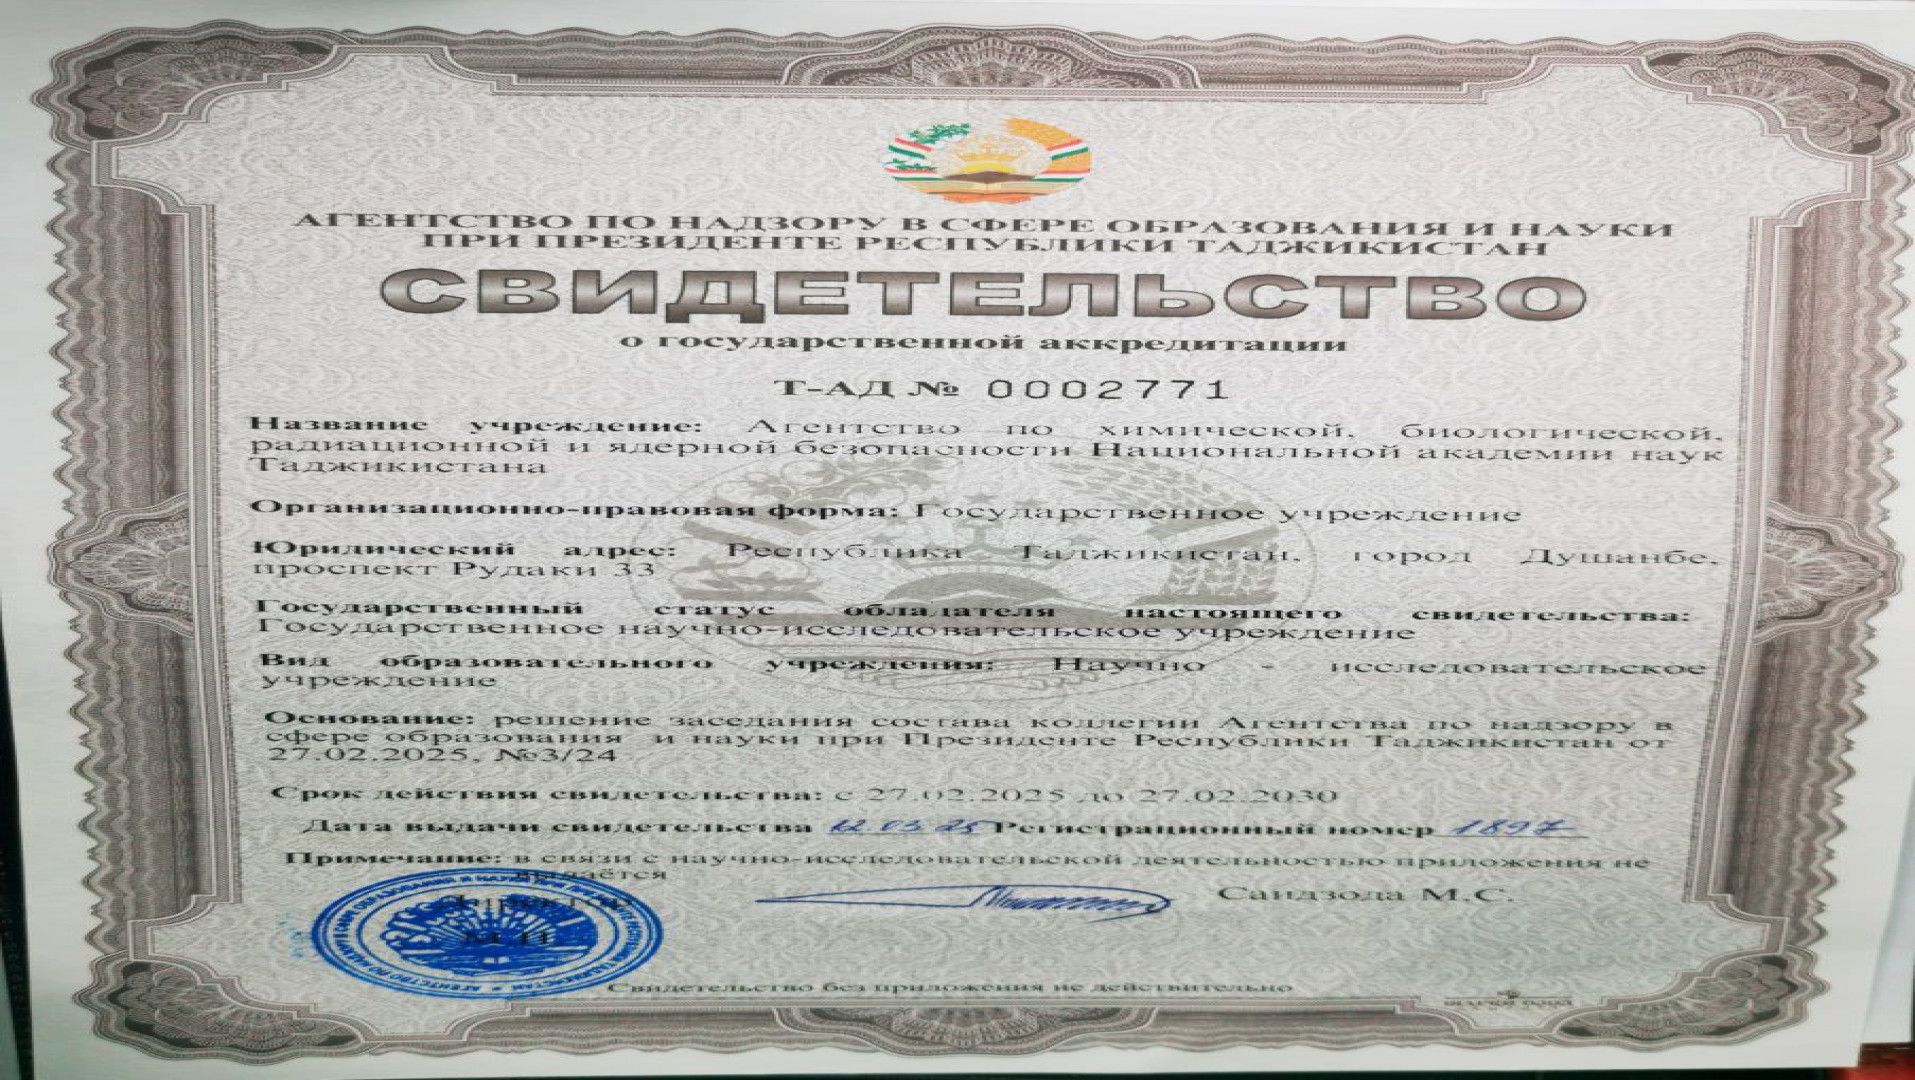 АГЕНТСТВО ПО НАДЗОРУ В СФЕРЕ ОБРАЗОВАНИЯ И НАУКИ
ПРИ ПРЕЗИДЕНТЕ РЕСПУБЛИКИ ТАДЖИКИСТАН
СВИДЕТЕЛЬСТВО
о государственной аккредитации
Т-АД № 0002771
Название учреждение: Агентство по химической, биологической,
радиационной и ядерной безопасности Национальной академии наук
Таджикистана
Организационно-правовая форма: Государственное учреждение
Юридический адрес: Республика Таджикистан, город Душанбе,
проспект Рудаки 33
Государственный статус обладателя настоящего свидетельства:
Государственное научно-исследовательское учреждение
Вид образовательного учреждения: Научно - исследовательское
учреждение
Основание: решение заседания состава коллегии Агентства по надзору в
сфере образования и науки при Президенте Республики Таджикистан от
27.02.2025, №3/24
Срок действия свидетельства: с 27.02.2025 до 27.02.2030
Дата выдачи свидетельства 12.03.25 Регистрационный номер 1897
Примечание: в связи с научно-исследовательской деятельностью приложения не
выдаётся
Директор Саидзода М.С.
М.П.
Свидетельство без приложения не действительно